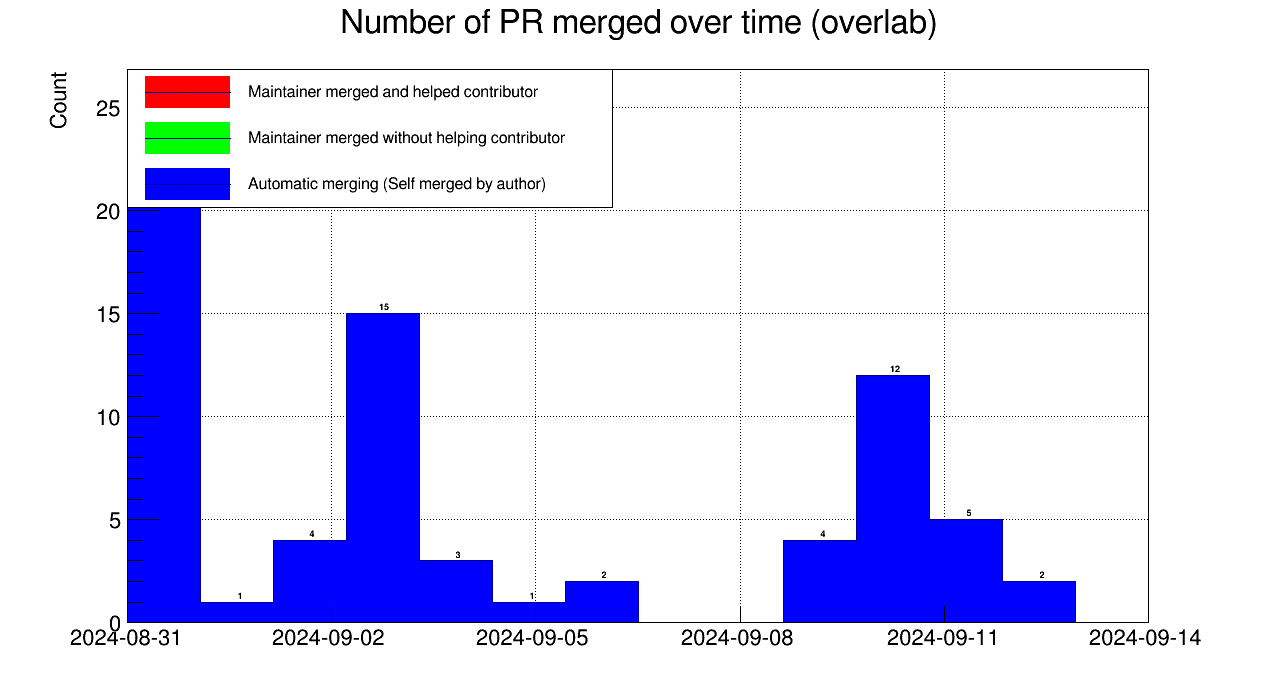 Number of PR merged over time (overlab)
Count
Maintainer merged and helped contributor
Maintainer merged without helping contributor
Automatic merging (Self merged by author)
25
20
15
10
5
0
1
4
15
3
1
2
4
12
5
2
2024-08-31 2024-09-02 2024-09-05 2024-09-08 2024-09-11 2024-09-14